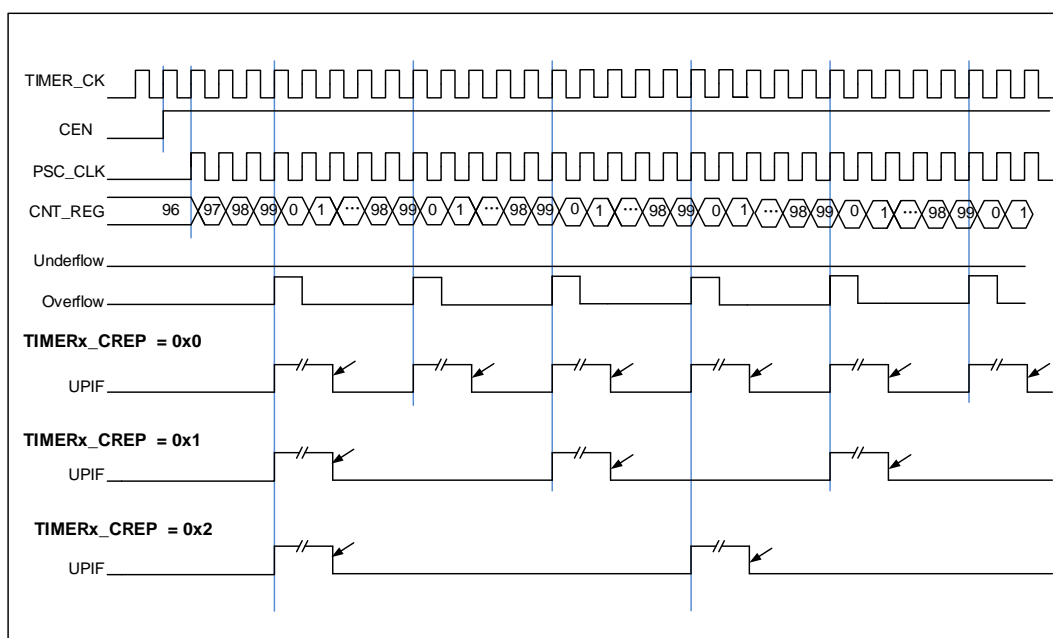 TIMER_CK
CEN
PSC_CLK
CNT_REG 96 97 98 99 0 1 ... 98 99 0 1 ... 98 99 0 1 ... 98 99 0 1 ... 98 99 0 1 ... 98 99 0 1
Underflow
Overflow
TIMERx_CREP = 0x0
UPIF
TIMERx_CREP = 0x1
UPIF
TIMERx_CREP = 0x2
UPIF